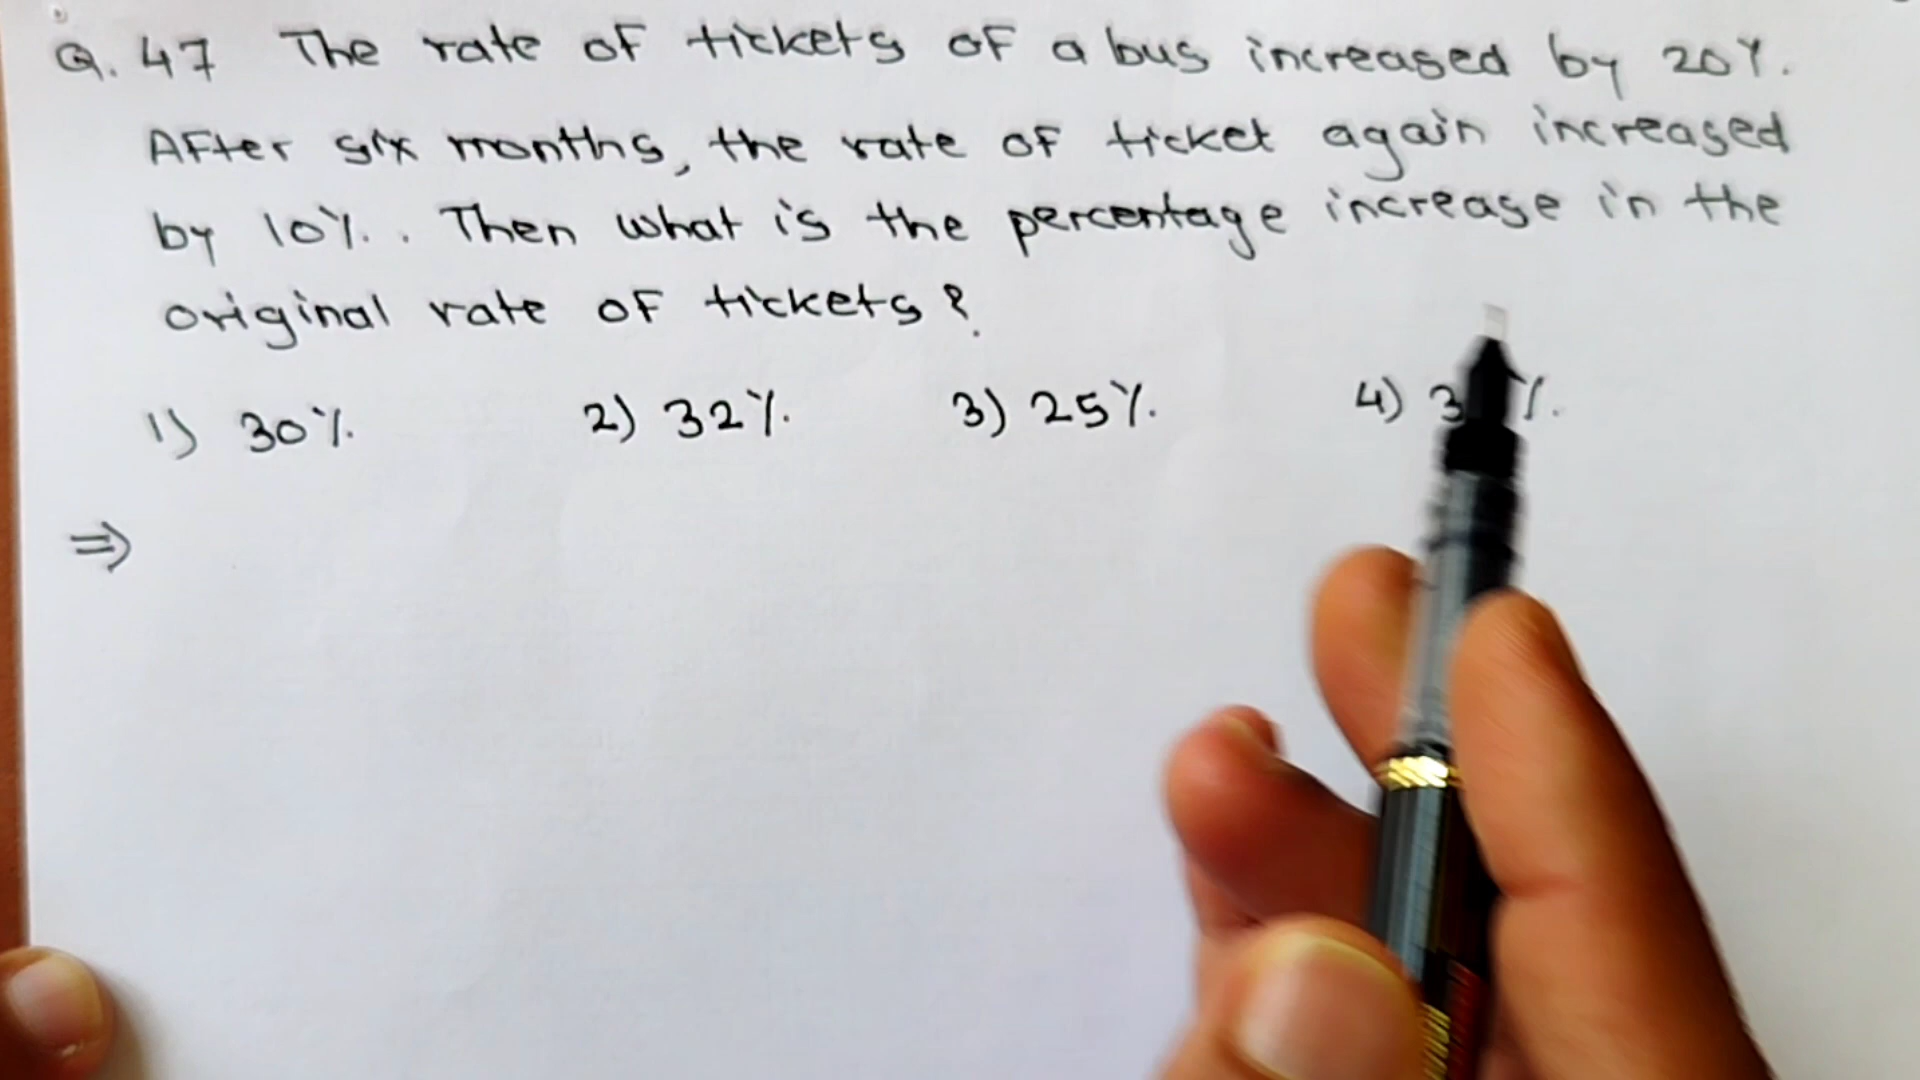 Q. 47 The rate of tickets of a bus increased by 20%.
After six months, the rate of ticket again increased
by 10%. . Then what is the percentage increase in the
original rate of tickets?
1) 30%. 2) 32%. 3) 25%. 4)
⇒